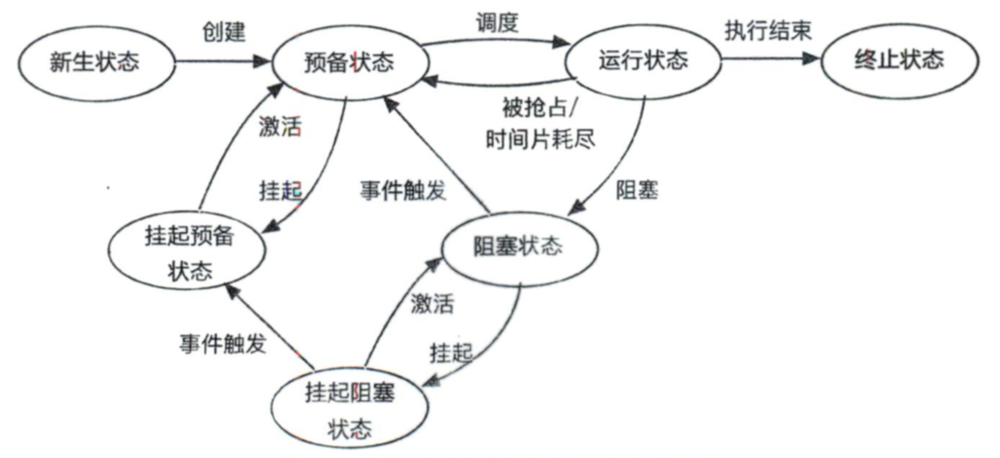 创建
调度
执行结束
新生状态
预备状态
运行状态
终止状态
被抢占/
时间片耗尽
激活
挂起
事件触发
阻塞
挂起预备
状态
阻塞状态
激活
事件触发
挂起
挂起阻塞
状态